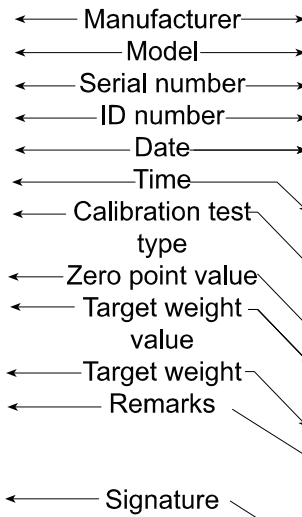 Manufacturer
Model
Serial number
ID number
Date
Time
Calibration test
type
Zero point value
Target weight
value
Target weight
Remarks
Signature